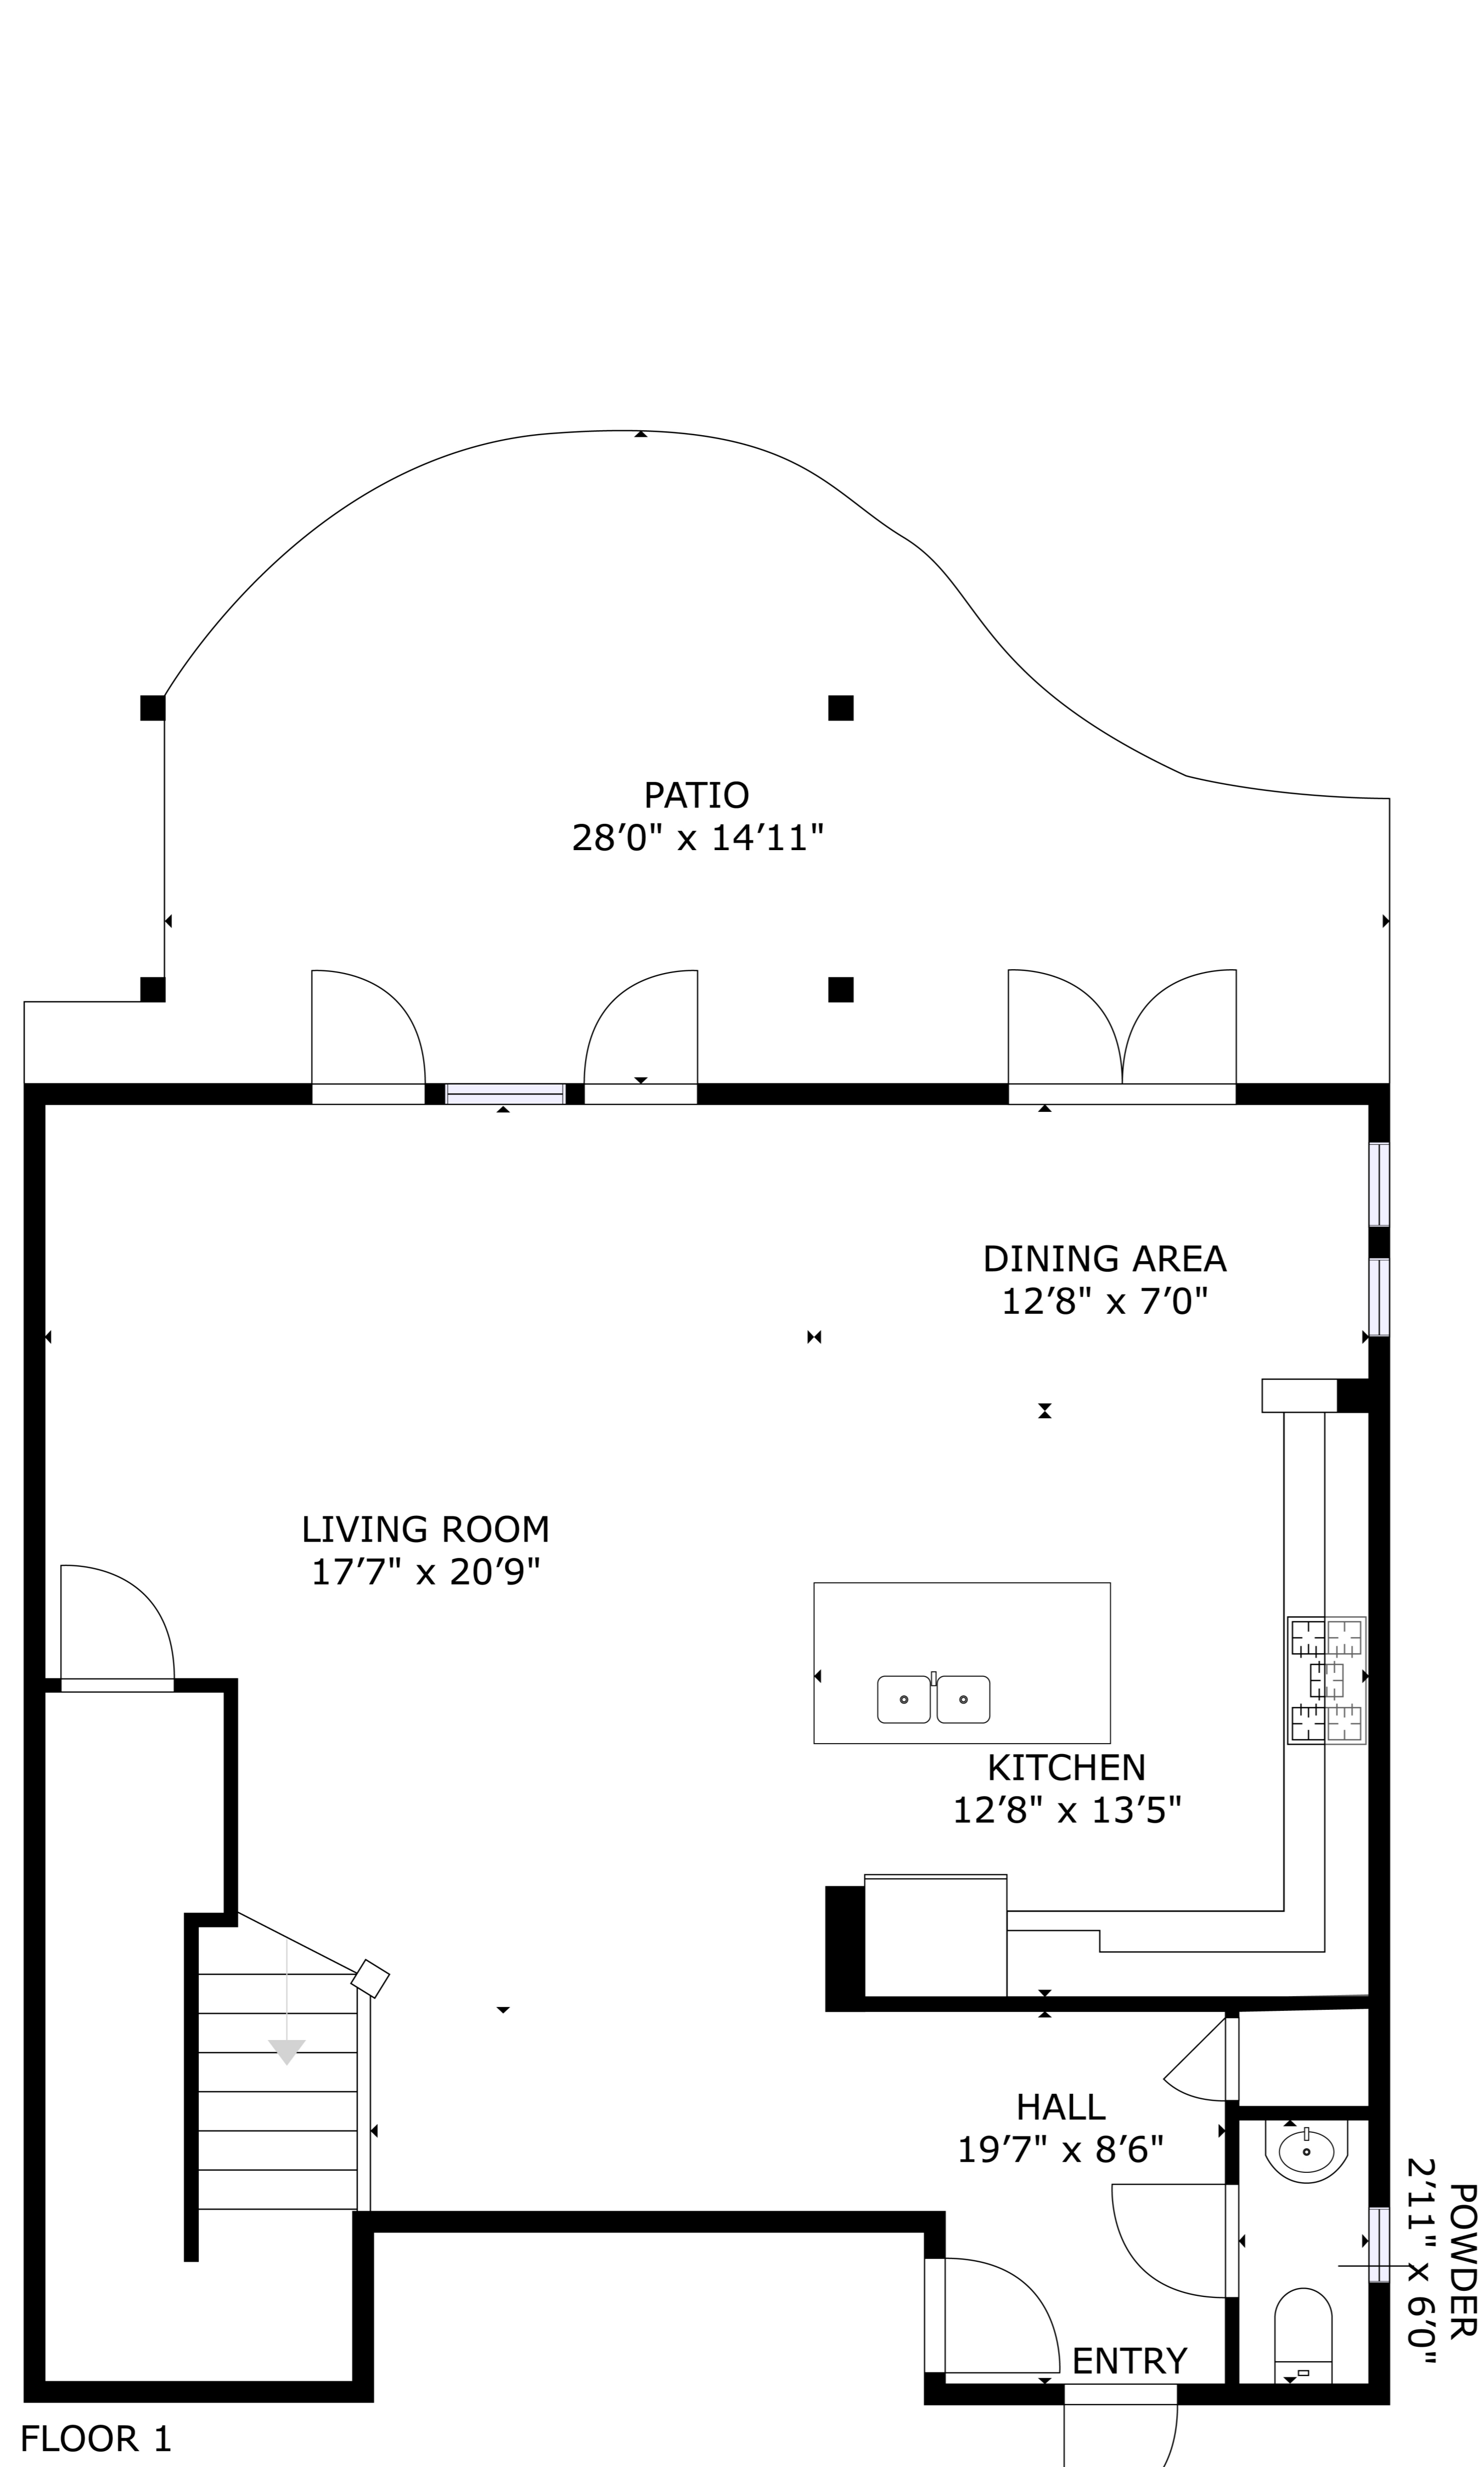 PATIO
28'0" x 14'11"
DINING AREA
12'8" x 7'0"
LIVING ROOM
17'7" x 20'9"
KITCHEN
12'8" x 13'5"
HALL
19'7" x 8'6"
POWDER
2'11" x 6'0"
ENTRY
FLOOR 1